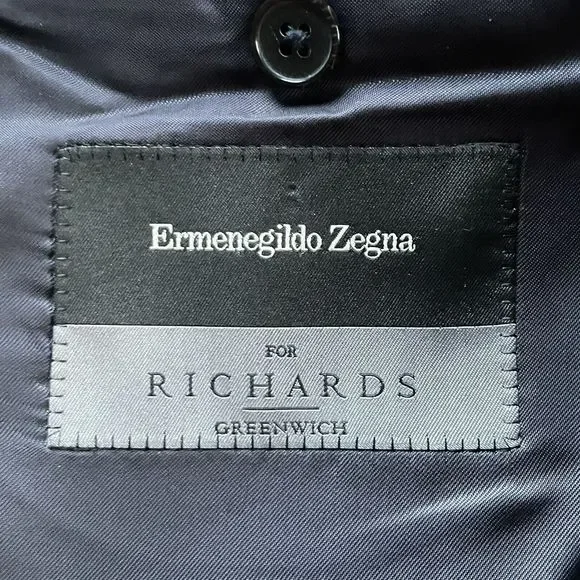 Ermenegildo Zegna
FOR
RICHARDS
GREENWICH